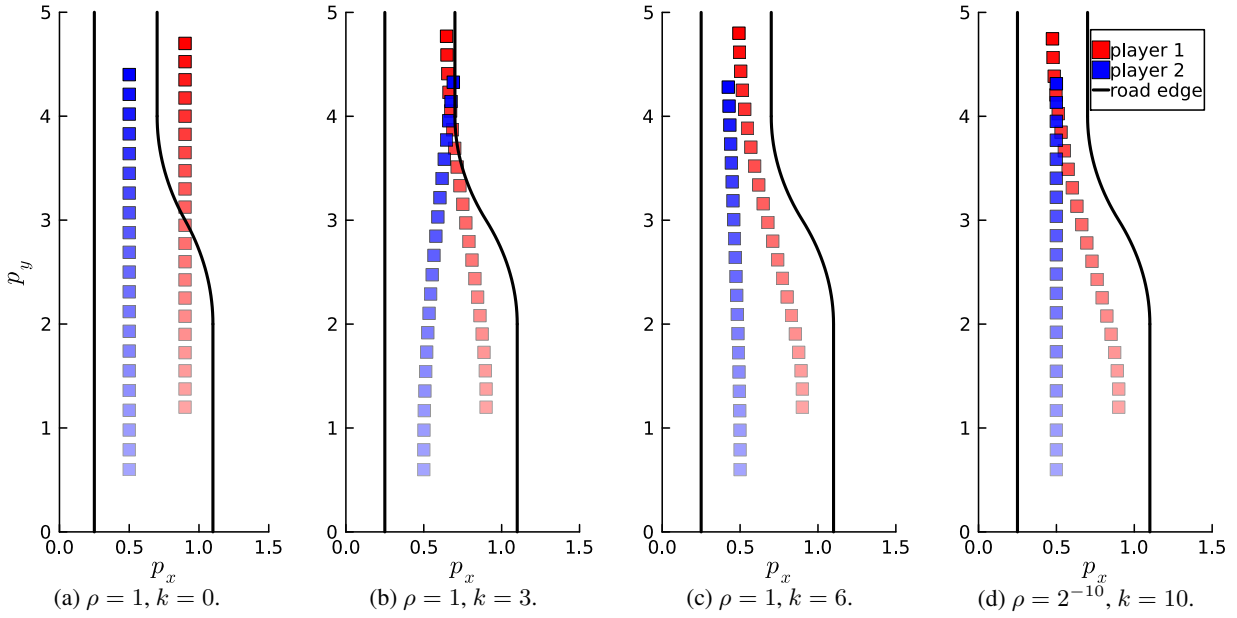 5
4
3
2
1
0
p_y
0.0 0.5 1.0 1.5
p_x
(a) ρ = 1, k = 0.
5
4
3
2
1
0
0.0 0.5 1.0 1.5
p_x
(b) ρ = 1, k = 3.
5
4
3
2
1
0
0.0 0.5 1.0 1.5
p_x
(c) ρ = 1, k = 6.
player 1
player 2
road edge
5
4
3
2
1
0
0.0 0.5 1.0 1.5
p_x
(d) ρ = 2⁻¹⁰, k = 10.